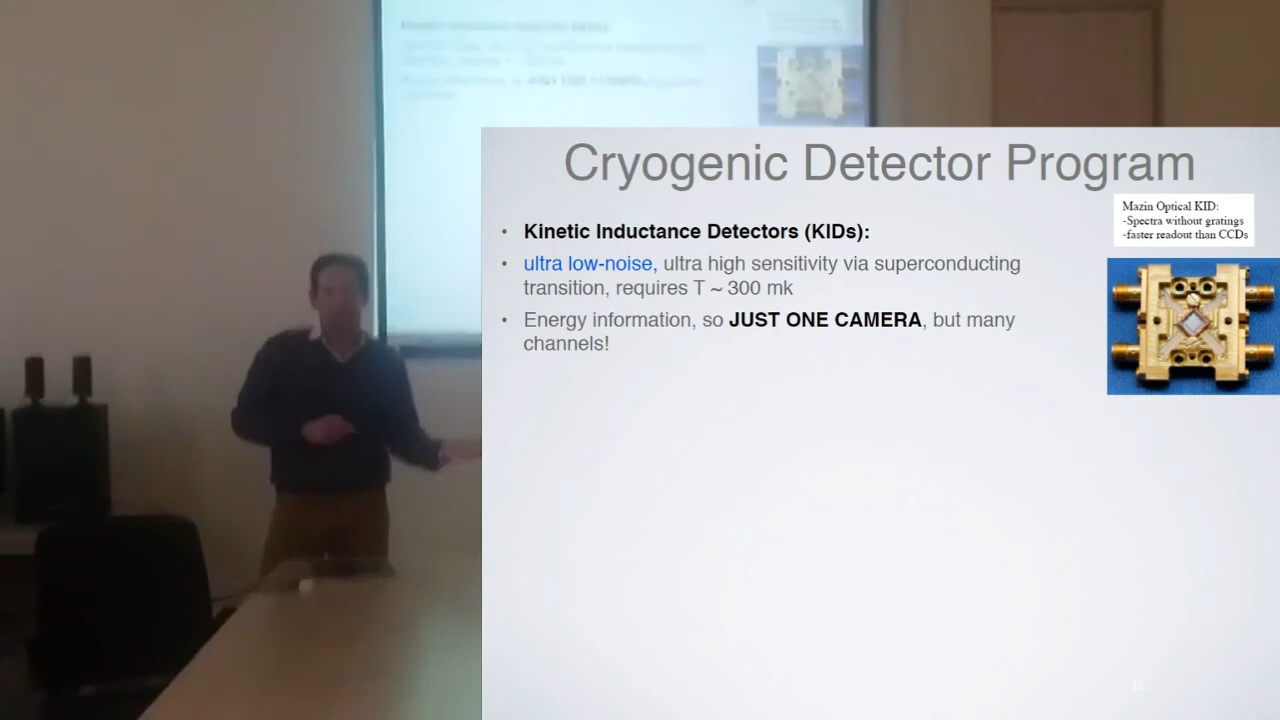 Cryogenic Detector Program
Mazin Optical KID:
-Spectra without gratings
-faster readout than CCDs
• Kinetic Inductance Detectors (KIDs):
• ultra low-noise, ultra high sensitivity via superconducting
transition, requires T ~ 300 mk
• Energy information, so JUST ONE CAMERA, but many
channels!
18